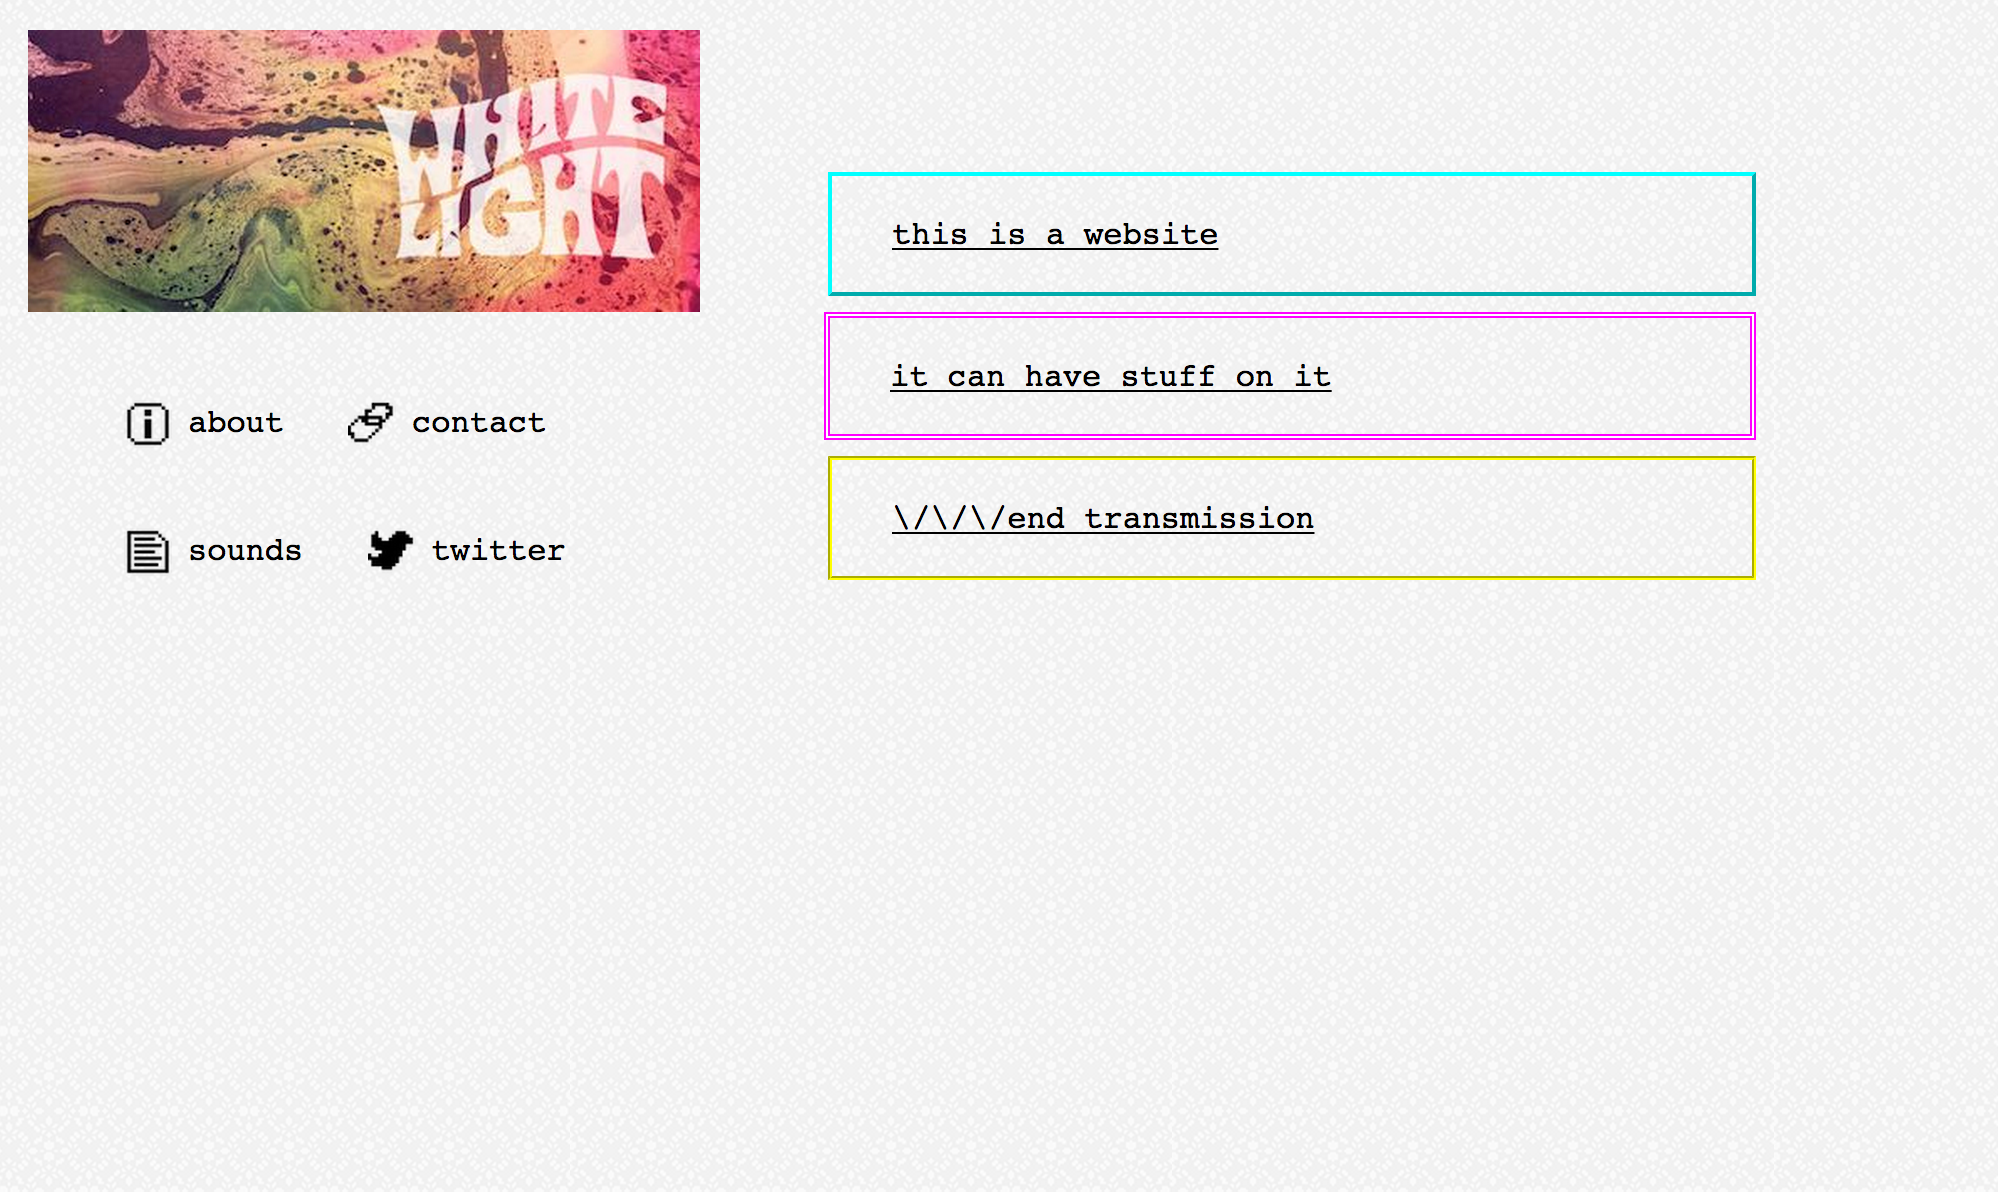 WHITE
LIGHT
about
contact
sounds
twitter
this is a website
it can have stuff on it
\/\/\/end transmission